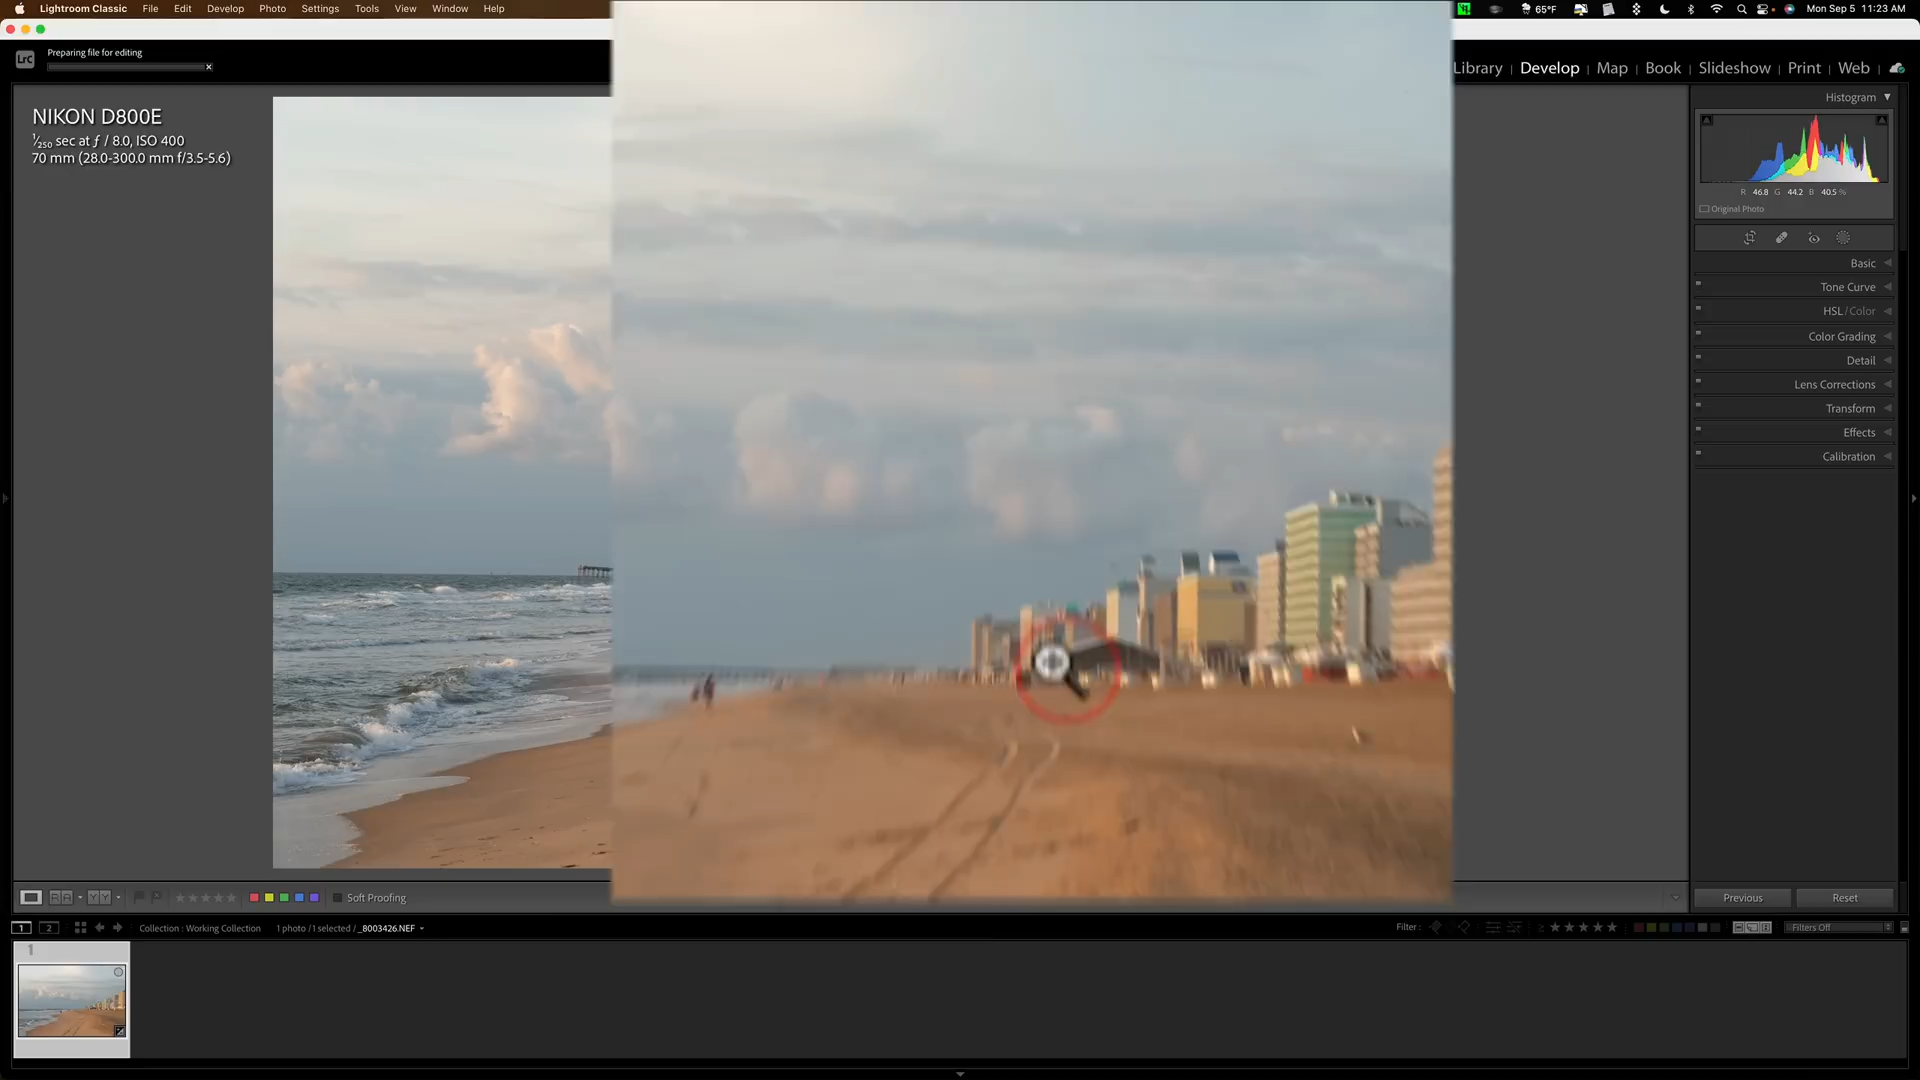 Lightroom Classic File Edit Develop Photo Settings Tools View Window Help 65°F Mon Sep 5 11:23 AM
LrC Preparing file for editing
Library | Develop | Map | Book | Slideshow | Print | Web
Histogram
NIKON D800E
1/250 sec at ƒ / 8.0, ISO 400
70 mm (28.0-300.0 mm f/3.5-5.6)
R 46.8 G 44.2 B 40.5 %
Original Photo
Basic
Tone Curve
HSL / Color
Color Grading
Detail
Lens Corrections
Transform
Effects
Calibration
Soft Proofing
Previous Reset
1 2 Collection : Working Collection 1 photo / 1 selected / _8003426.NEF Filter : Filters Off
1